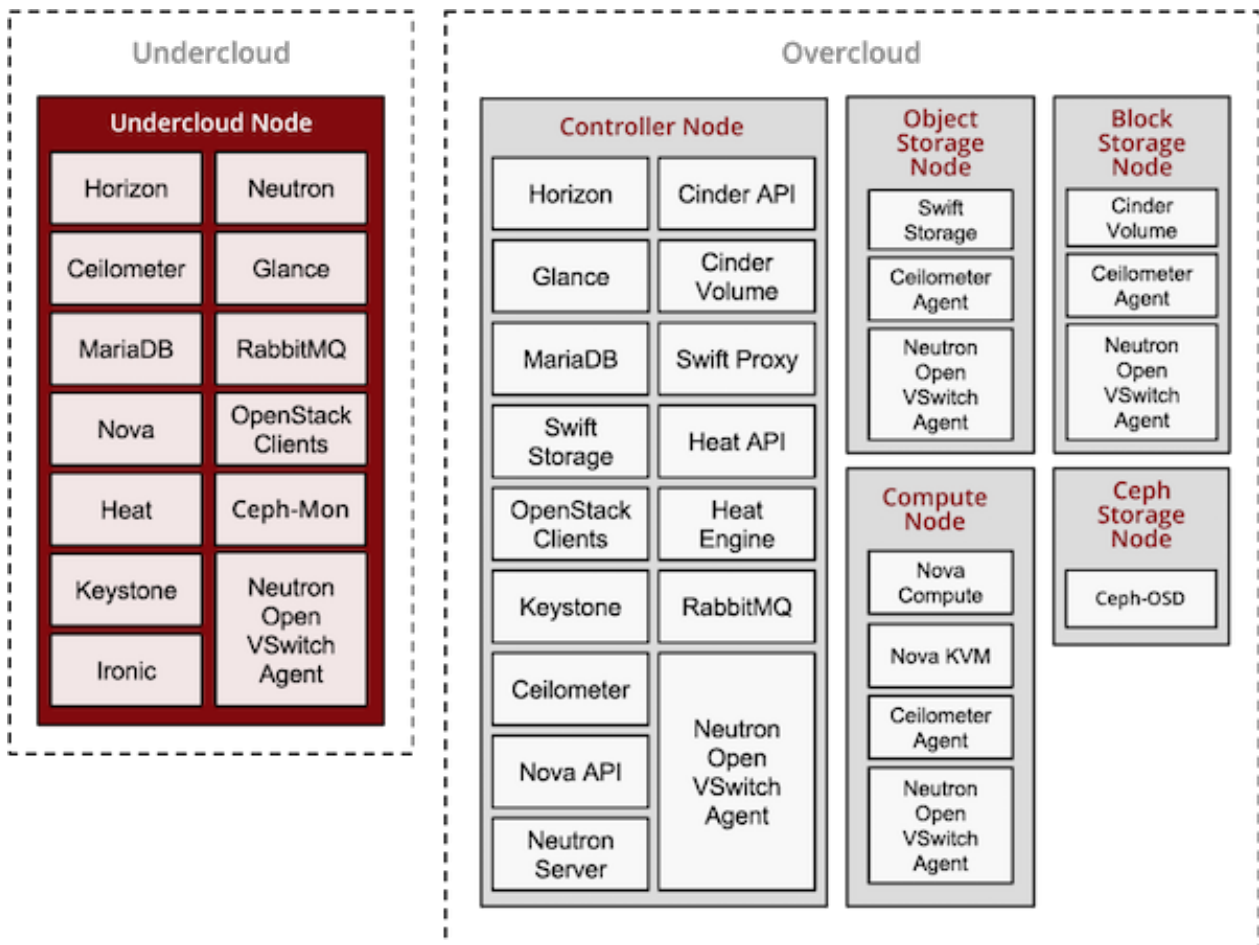 Undercloud
Undercloud Node
Horizon
Neutron
Ceilometer
Glance
MariaDB
RabbitMQ
Nova
OpenStack
Clients
Heat
Ceph-Mon
Keystone
Neutron
Open
VSwitch
Agent
Ironic
Overcloud
Controller Node
Horizon
Cinder API
Glance
Cinder
Volume
MariaDB
Swift Proxy
Swift
Storage
Heat API
OpenStack
Clients
Heat
Engine
Keystone
RabbitMQ
Ceilometer
Neutron
Open
VSwitch
Agent
Nova API
Neutron
Server
Object
Storage
Node
Swift
Storage
Ceilometer
Agent
Neutron
Open
VSwitch
Agent
Block
Storage
Node
Cinder
Volume
Ceilometer
Agent
Neutron
Open
VSwitch
Agent
Compute
Node
Nova
Compute
Nova KVM
Ceilometer
Agent
Neutron
Open
VSwitch
Agent
Ceph
Storage
Node
Ceph-OSD